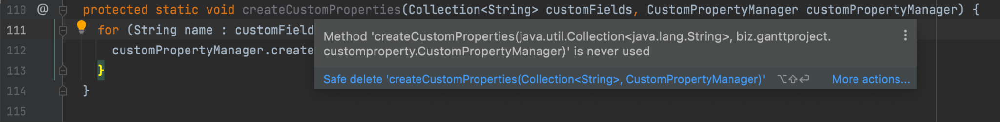 110 @ protected static void createCustomProperties(Collection<String> customFields, CustomPropertyManager customPropertyManager) {
111 for (String name : customField
Method 'createCustomProperties(java.util.Collection<java.lang.String>, biz.ganttproject.
112 customPropertyManager.create
customproperty.CustomPropertyManager)' is never used
113 }
Safe delete 'createCustomProperties(Collection<String>, CustomPropertyManager)' ⌥⇧↩ More actions...
114 }
115